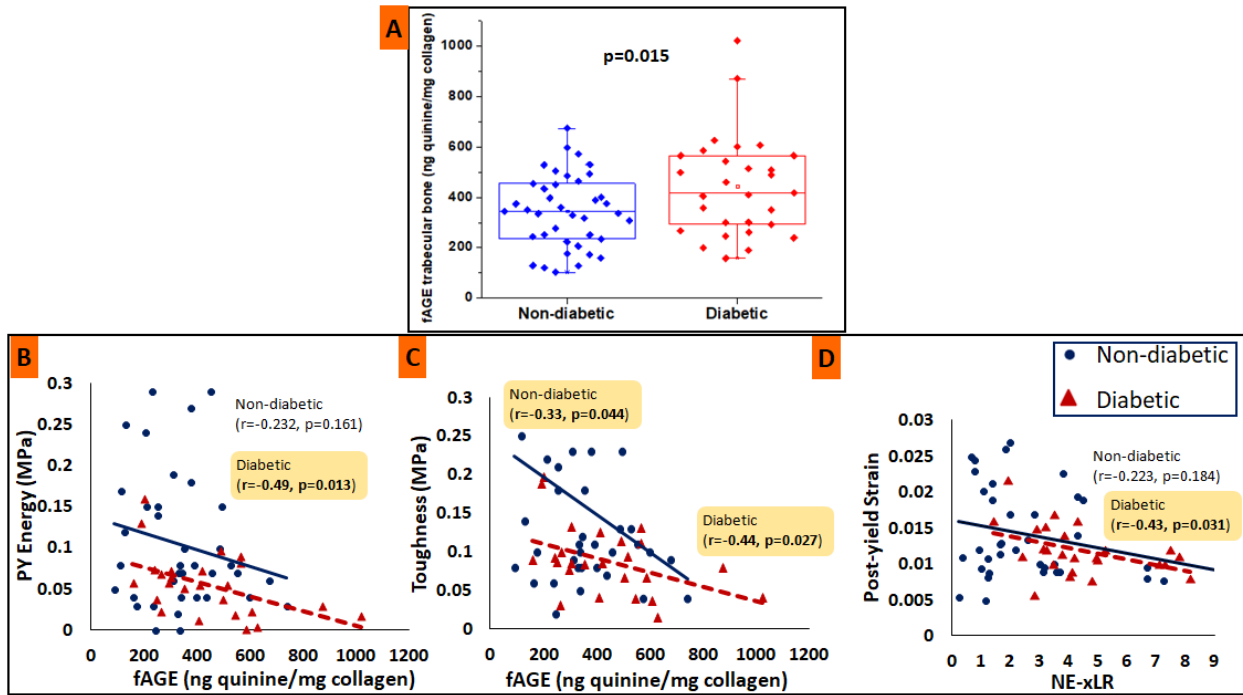 A
p=0.015
fAGE trabecular bone (ng quinine/mg collagen)
1000
800
600
400
200
0
Non-diabetic
Diabetic
B
PY Energy (MPa)
0.3
0.25
0.2
0.15
0.1
0.05
0
Non-diabetic
(r=-0.232, p=0.161)
Diabetic
(r=-0.49, p=0.013)
0 200 400 600 800 1000 1200
fAGE (ng quinine/mg collagen)
C
Toughness (MPa)
0.3
0.25
0.2
0.15
0.1
0.05
0
Non-diabetic
(r=-0.33, p=0.044)
Diabetic
(r=-0.44, p=0.027)
0 200 400 600 800 1000 1200
fAGE (ng quinine/mg collagen)
D
Non-diabetic
Diabetic
Post-yield Strain
0.03
0.025
0.02
0.015
0.01
0.005
0
Non-diabetic
(r=-0.223, p=0.184)
Diabetic
(r=-0.43, p=0.031)
0 1 2 3 4 5 6 7 8 9
NE-xLR